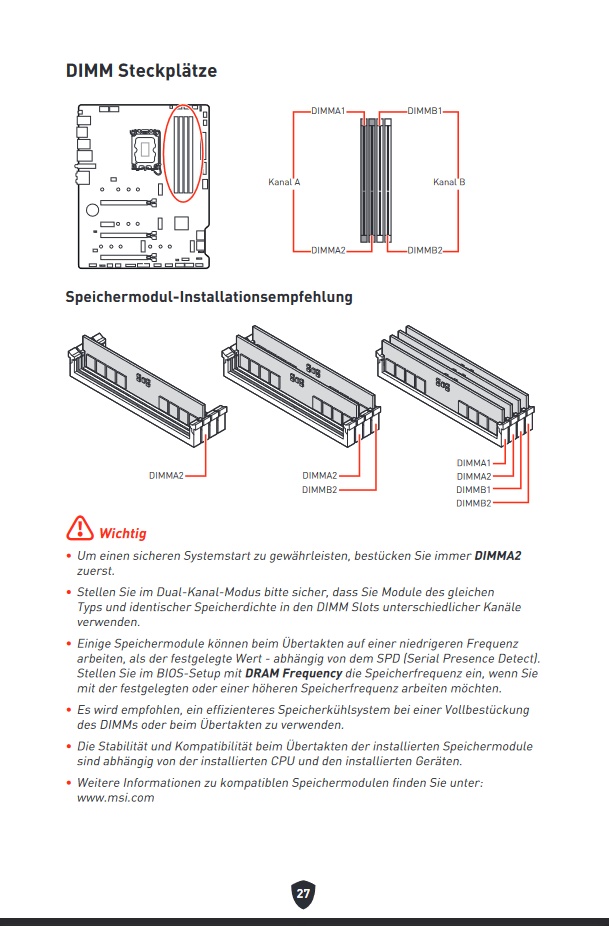 DIMM Steckplätze
DIMMA1
DIMMB1
Kanal A
Kanal B
DIMMA2
DIMMB2
Speichermodul-Installationsempfehlung
DIMMA2
DIMMA2
DIMMB2
DIMMA1
DIMMA2
DIMMB1
DIMMB2
Wichtig
• Um einen sicheren Systemstart zu gewährleisten, bestücken Sie immer DIMMA2
zuerst.
• Stellen Sie im Dual-Kanal-Modus bitte sicher, dass Sie Module des gleichen
Typs und identischer Speicherdichte in den DIMM Slots unterschiedlicher Kanäle
verwenden.
• Einige Speichermodule können beim Übertakten auf einer niedrigeren Frequenz
arbeiten, als der festgelegte Wert - abhängig von dem SPD (Serial Presence Detect).
Stellen Sie im BIOS-Setup mit DRAM Frequency die Speicherfrequenz ein, wenn Sie
mit der festgelegten oder einer höheren Speicherfrequenz arbeiten möchten.
• Es wird empfohlen, ein effizienteres Speicherkühlsystem bei einer Vollbestückung
des DIMMs oder beim Übertakten zu verwenden.
• Die Stabilität und Kompatibilität beim Übertakten der installierten Speichermodule
sind abhängig von der installierten CPU und den installierten Geräten.
• Weitere Informationen zu kompatiblen Speichermodulen finden Sie unter:
www.msi.com
27